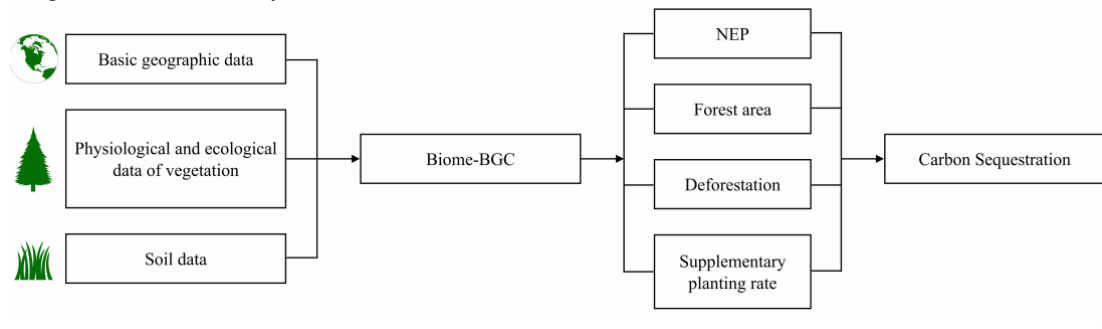 Basic geographic data
Physiological and ecological
data of vegetation
Soil data
Biome-BGC
NEP
Forest area
Deforestation
Supplementary
planting rate
Carbon Sequestration